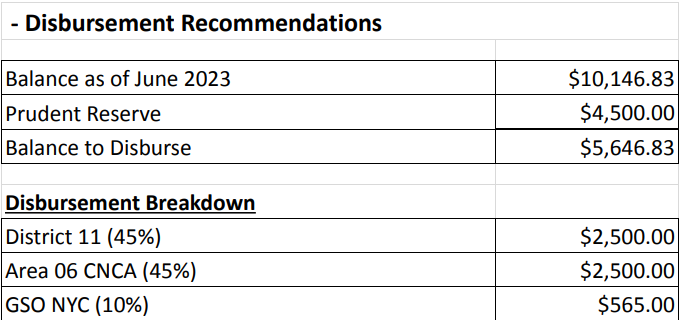 - Disbursement Recommendations
Balance as of June 2023 $10,146.83
Prudent Reserve $4,500.00
Balance to Disburse $5,646.83
Disbursement Breakdown
District 11 (45%) $2,500.00
Area 06 CNCA (45%) $2,500.00
GSO NYC (10%) $565.00